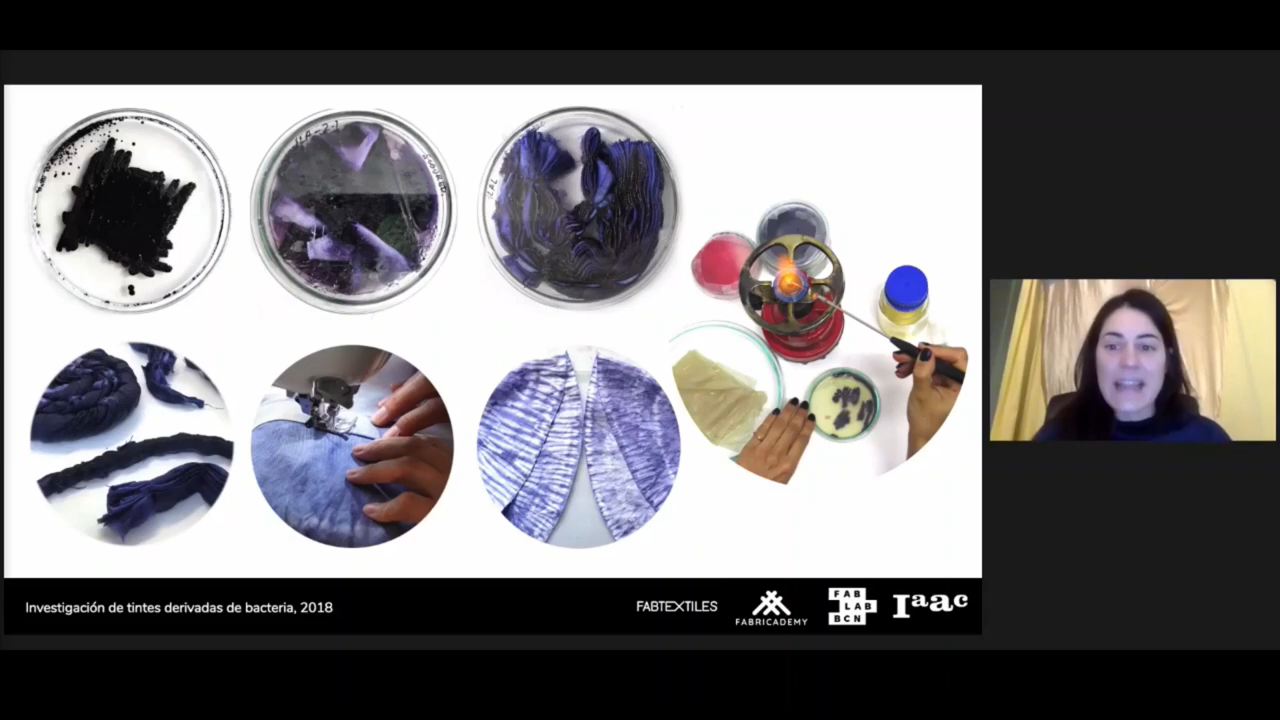 Investigación de tintes derivadas de bacteria, 2018
FABTEXTILES
FABRICADEMY
FAB
LAB
BCN
Iaac